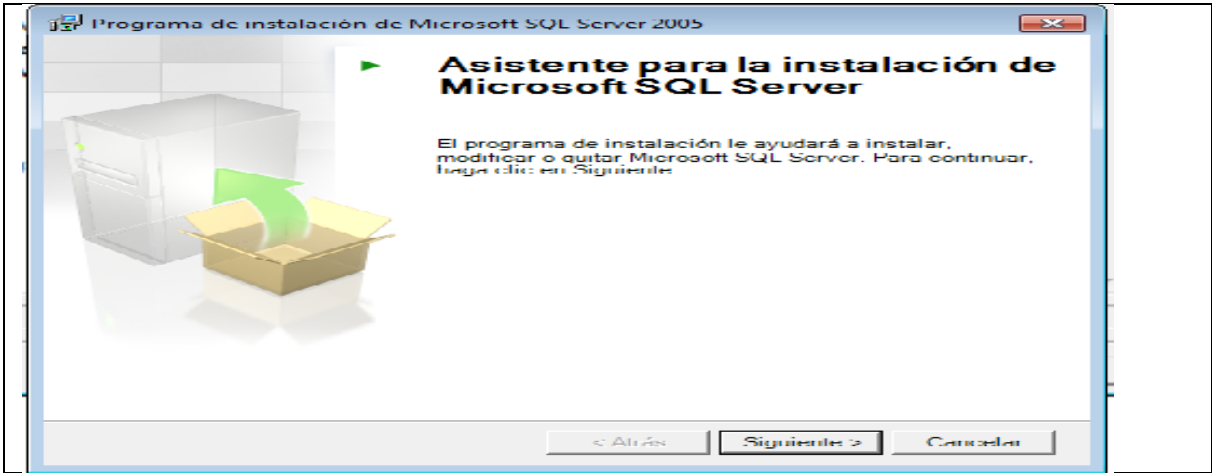 Programa de instalación de Microsoft SQL Server 2005
Asistente para la instalación de
Microsoft SQL Server
El programa de instalación le ayudará a instalar,
modificar o quitar Microsoft SQL Server. Para continuar,
haga clic en Siguiente
< Atrás
Siguiente >
Cancelar